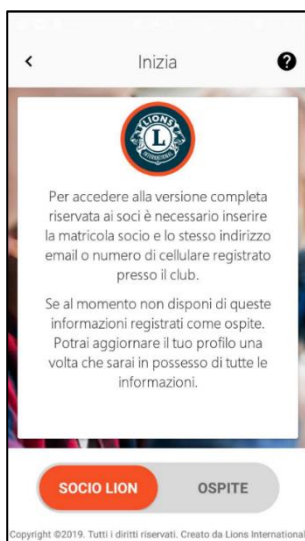 Inizia
LIONS
L
INTERNATIONAL
Per accedere alla versione completa
riservata ai soci è necessario inserire
la matricola socio e lo stesso indirizzo
email o numero di cellulare registrato
presso il club.
Se al momento non disponi di queste
informazioni registrati come ospite.
Potrai aggiornare il tuo profilo una
volta che sarai in possesso di tutte le
informazioni.
SOCIO LION OSPITE
Copyright ©2019. Tutti i diritti riservati. Creato da Lions International